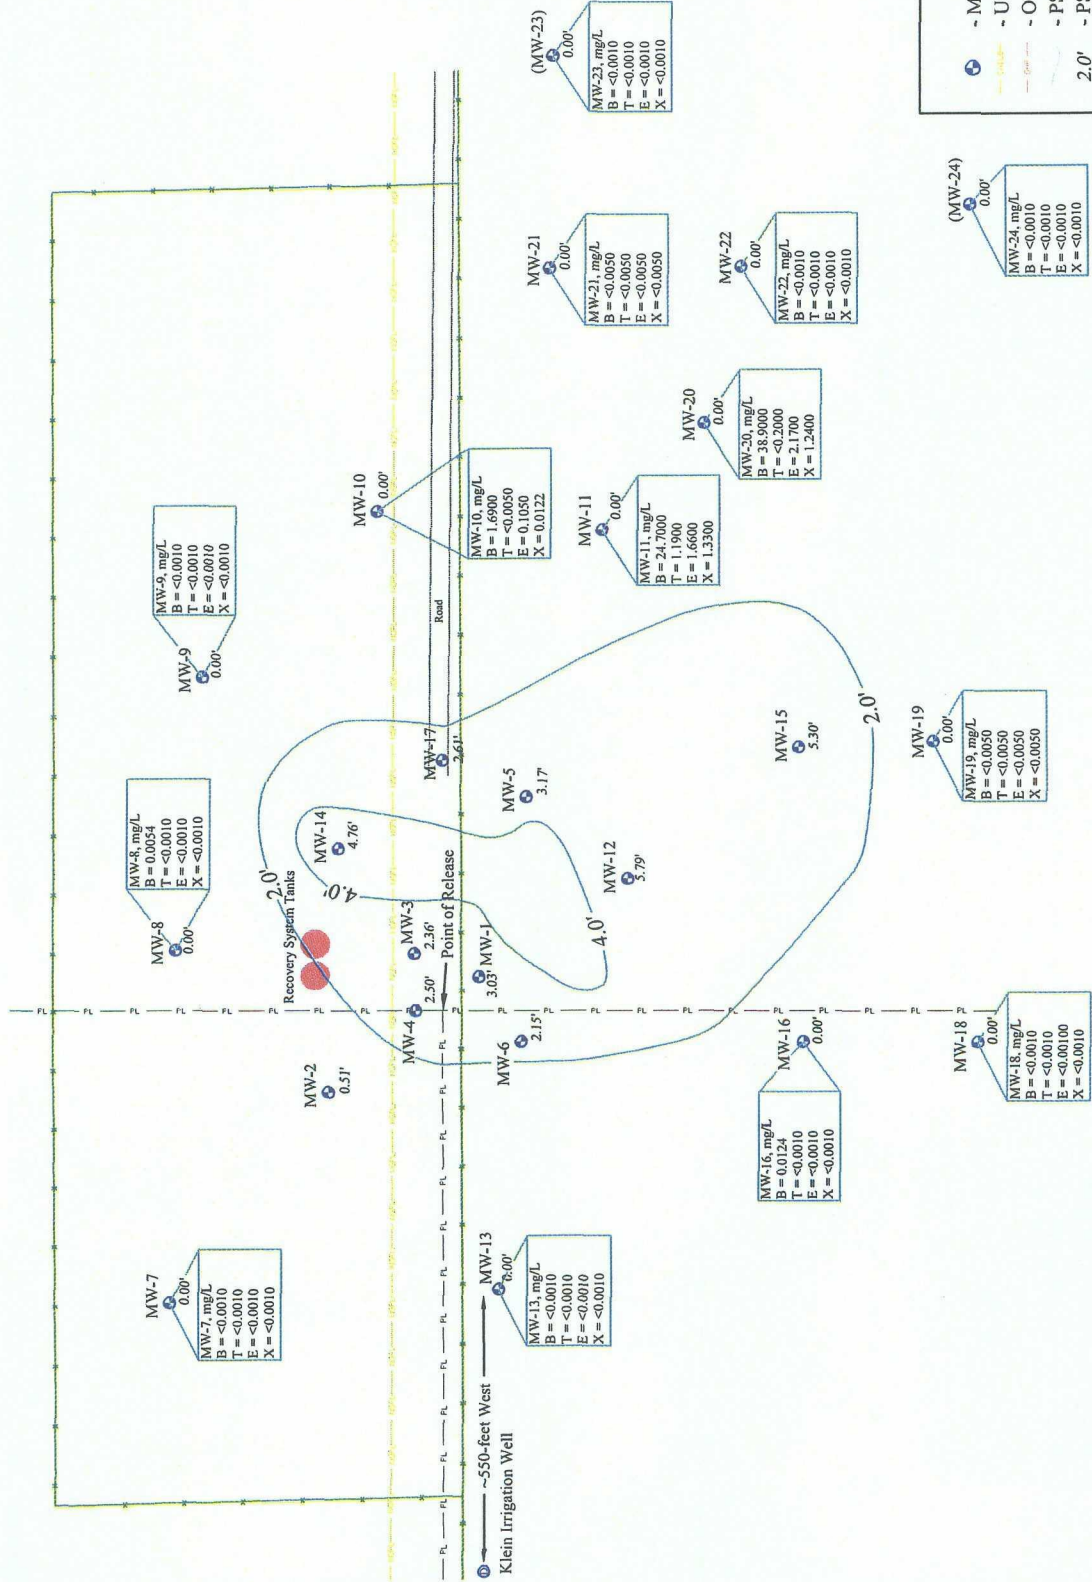 MW-7
0.00'
MW-7, mg/L
B = <0.0010
T = <0.0010
E = <0.0010
X = <0.0010
MW-8, mg/L
B = 0.0054
T = <0.0010
E = <0.0010
X = <0.0010
MW-8
0.00'
MW-9, mg/L
B = <0.0010
T = <0.0010
E = <0.0010
X = <0.0010
MW-9
0.00'
MW-2
0.51'
Recovery System Tanks
2.0'
MW-14
4.76'
4.0'
MW-10
0.00'
MW-10, mg/L
B = 1.6900
T = <0.0050
E = 0.1050
X = 0.0122
MW-4
2.50'
MW-3
2.36'
Point of Release
MW-17
2.61'
Road
~550-feet West
Klein Irrigation Well
MW-13
0.00'
MW-13, mg/L
B = <0.0010
T = <0.0010
E = <0.0010
X = <0.0010
MW-6
2.15'
MW-1
3.03'
MW-5
3.17'
MW-12
5.79'
4.0'
MW-11
0.00'
MW-11, mg/L
B = 24.7000
T = 1.1900
E = 1.6600
X = 1.3300
MW-21
0.00'
MW-21, mg/L
B = <0.0050
T = <0.0050
E = <0.0050
X = <0.0050
(MW-23)
0.00'
MW-23, mg/L
B = <0.0010
T = <0.0010
E = <0.0010
X = <0.0010
MW-20
0.00'
MW-20, mg/L
B = 38.9000
T = <0.2000
E = 2.1700
X = 1.2400
MW-22
0.00'
MW-22, mg/L
B = <0.0010
T = <0.0010
E = <0.0010
X = <0.0010
MW-16
0.00'
MW-16, mg/L
B = 0.0124
T = <0.0010
E = <0.0010
X = <0.0010
MW-15
5.30'
2.0'
MW-18
0.00'
MW-18. mg/L
B = <0.0010
T = <0.0010
E = <0.00100
X = <0.0010
MW-19
0.00'
MW-19, mg/L
B = <0.0050
T = <0.0050
E = <0.0050
X = <0.0050
(MW-24)
0.00'
MW-24, mg/L
B = <0.0010
T = <0.0010
E = <0.0010
X = <0.0010
- M
- U
- O
- PS
2.0' - PS